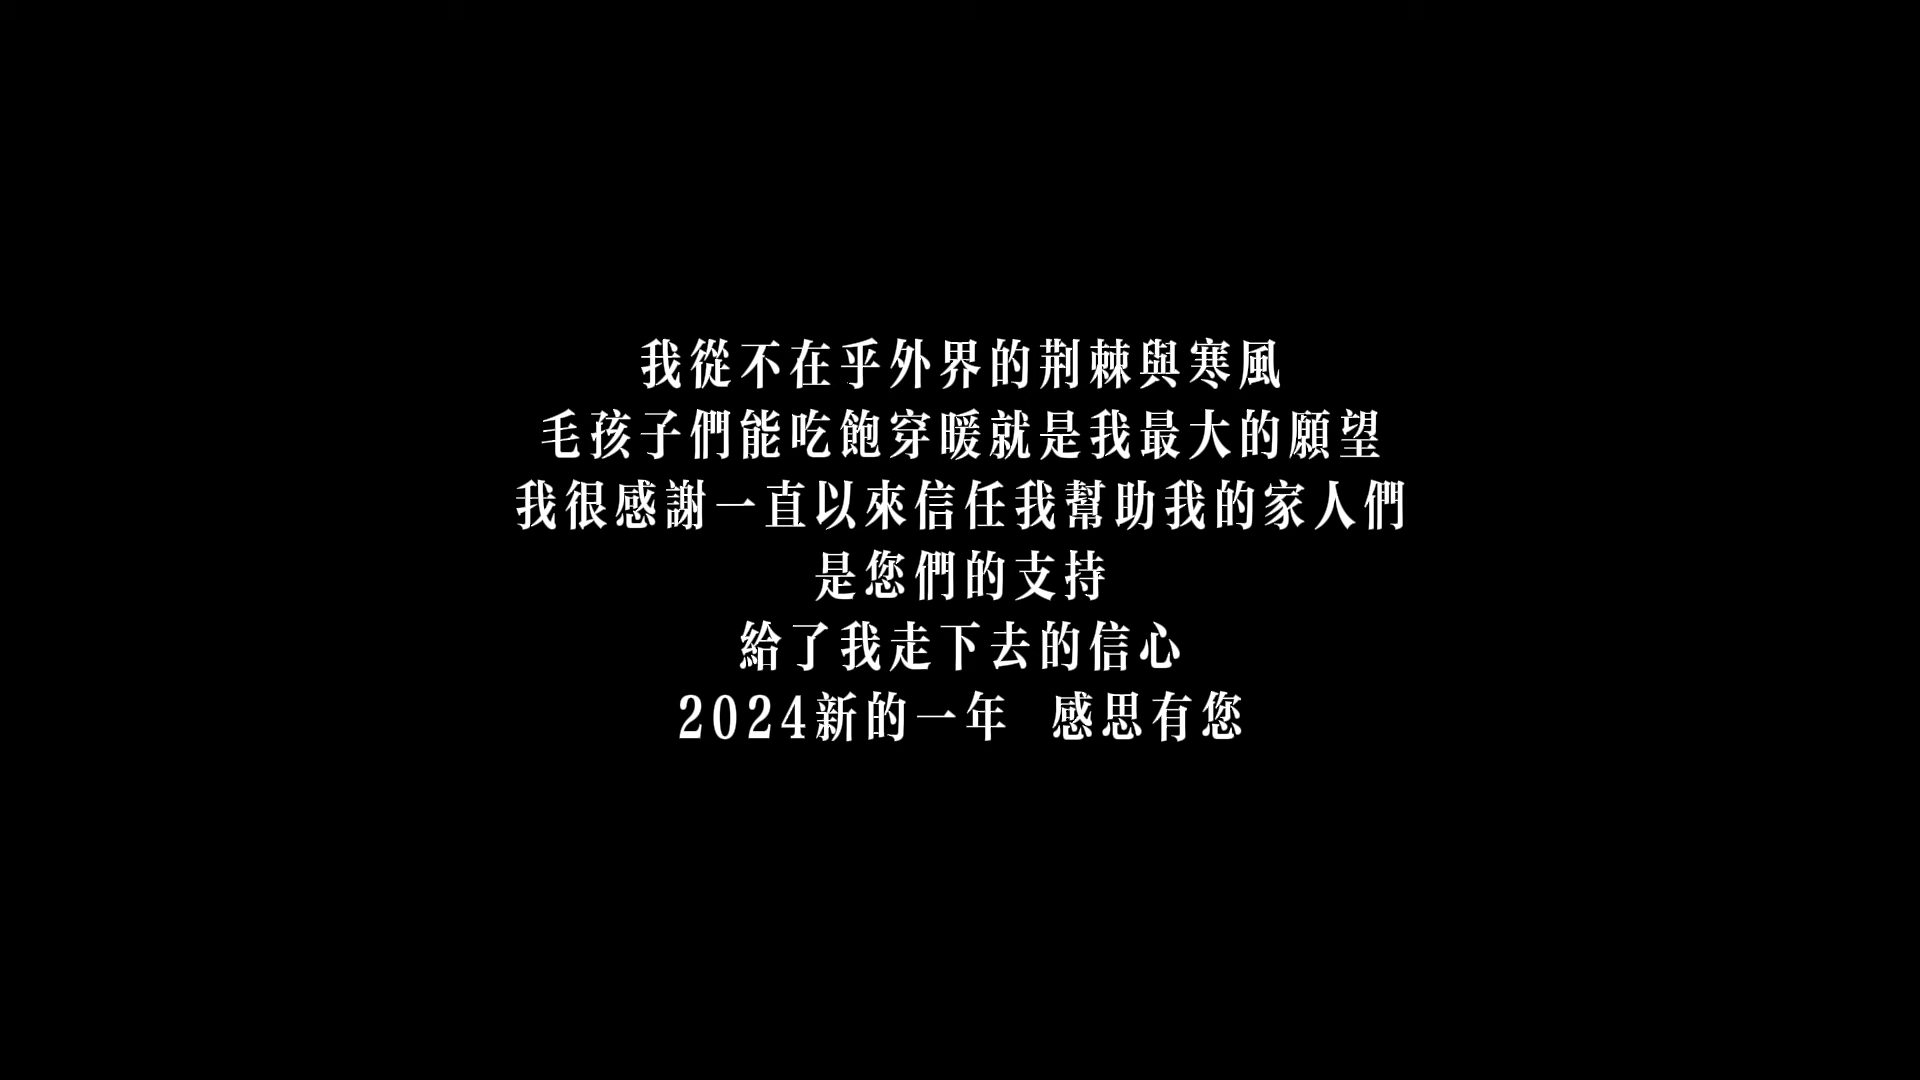 我從不在乎外界的荆棘與寒風
毛孩子們能吃飽穿暖就是我最大的願望
我很感謝一直以來信任我幫助我的家人們
是您們的支持
給了我走下去的信心
2024新的一年 感思有您